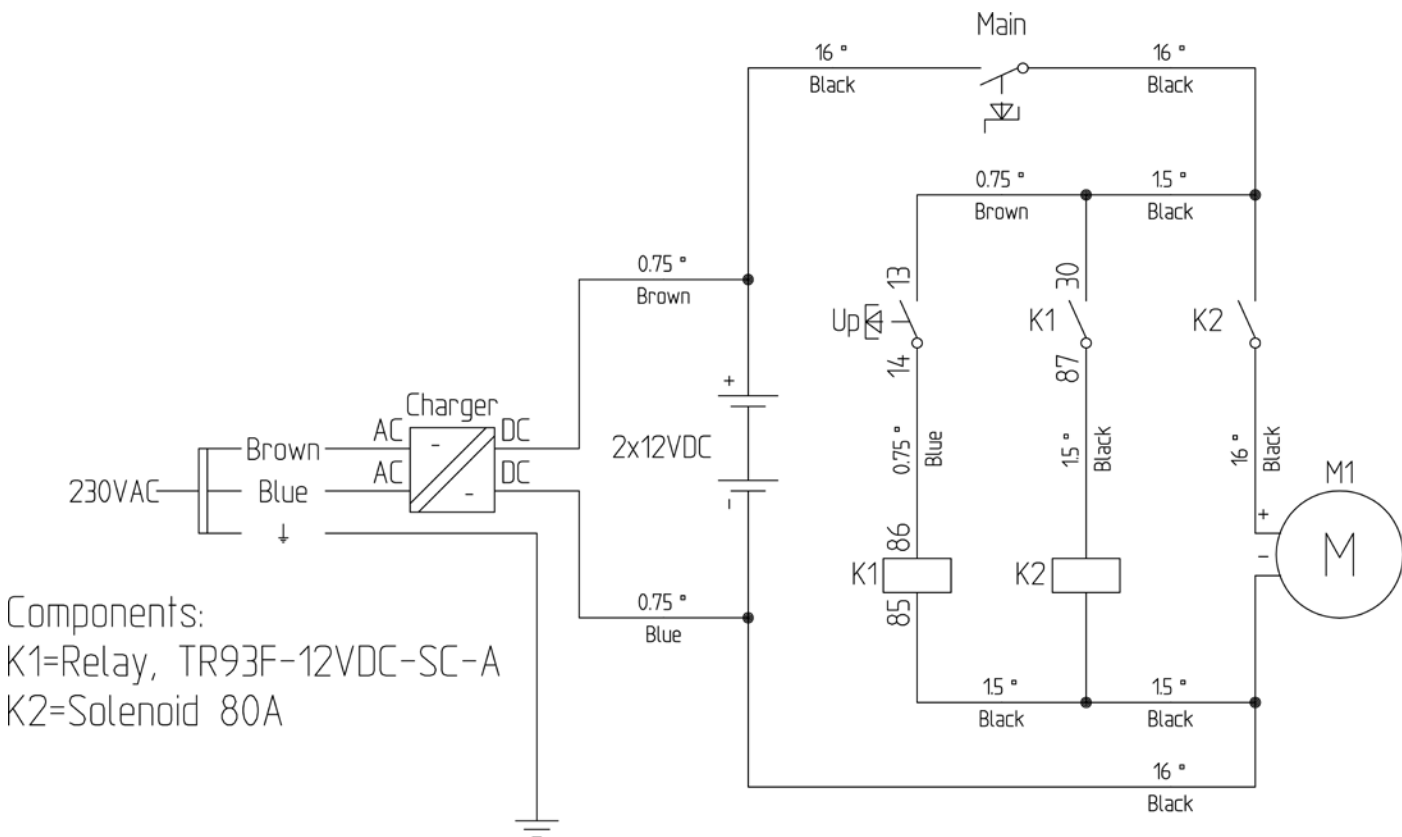 Main
16 ▫
Black
16 ▫
Black
0.75 ▫
Brown
1.5 ▫
Black
0.75 ▫
Brown
13
Up
14
30
K1
87
K2
Charger
AC
-
DC
AC
-
DC
Brown
230VAC
Blue
+
2x12VDC
-
0.75 ▫
Blue
1.5 ▫
Black
16 ▫
Black
M1
+
-
M
86
K1
85
K2
0.75 ▫
Blue
1.5 ▫
Black
1.5 ▫
Black
16 ▫
Black
Components:
K1=Relay, TR93F-12VDC-SC-A
K2=Solenoid 80A